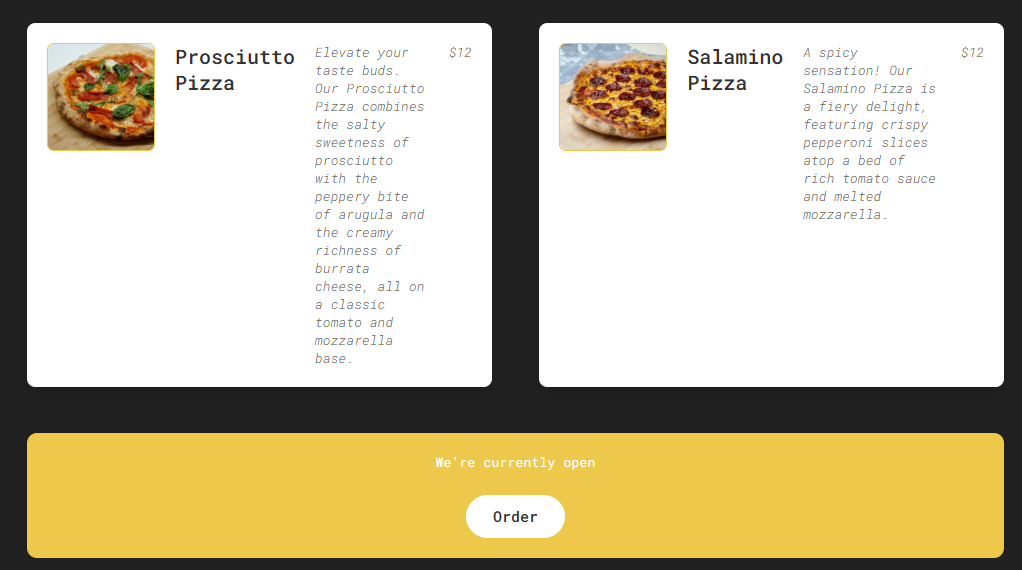 Prosciutto
Pizza
Elevate your
taste buds.
Our Prosciutto
Pizza combines
the salty
sweetness of
prosciutto
with the
peppery bite
of arugula and
the creamy
richness of
burrata
cheese, all on
a classic
tomato and
mozzarella
base.
$12
Salamino
Pizza
A spicy
sensation! Our
Salamino Pizza is
a fiery delight,
featuring crispy
pepperoni slices
atop a bed of
rich tomato sauce
and melted
mozzarella.
$12
We're currently open
Order